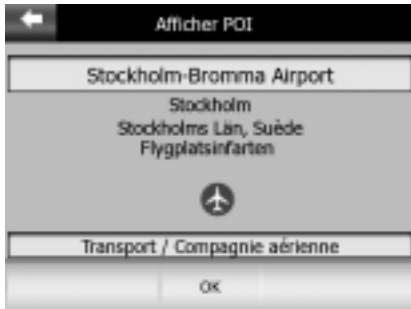 Afficher POI
Stockholm-Bromma Airport
Stockholm
Stockholms Län, Suède
Flygplatsinfarten
Transport / Compagnie aérienne
OK